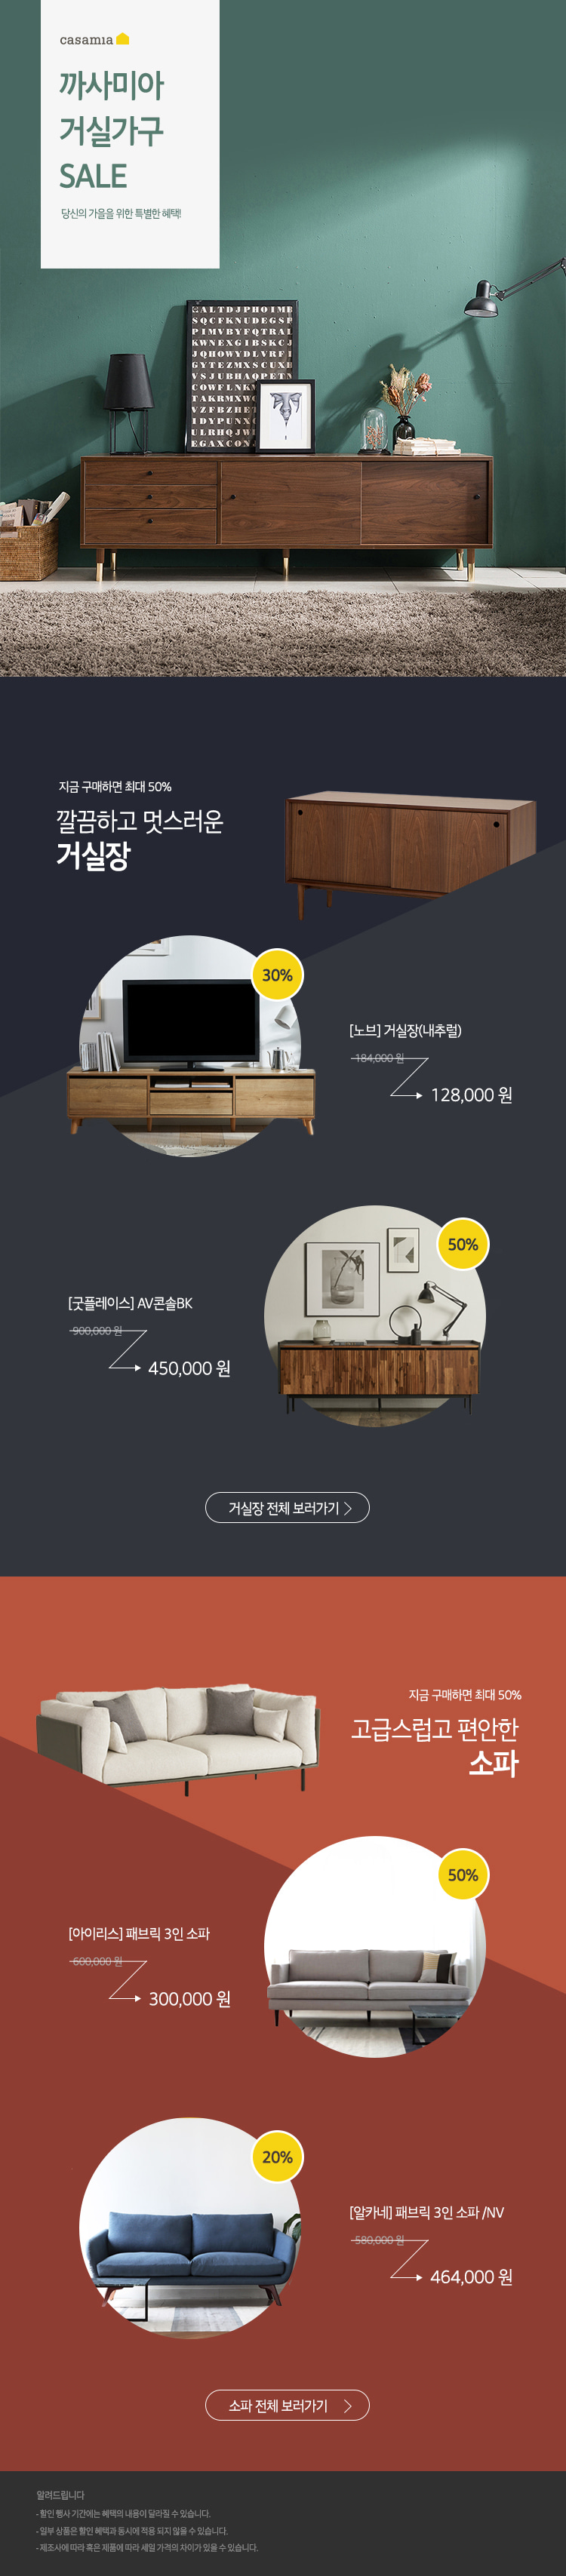 casamia
까사미아
거실가구
SALE
당신의 가을을 위한 특별한 혜택!
지금 구매하면 최대 50%
깔끔하고 멋스러운
거실장
30%
[노브] 거실장(내추럴)
184,000 원
128,000 원
50%
[굿플레이스] AV콘솔BK
900,000 원
450,000 원
거실장 전체 보러가기 >
지금 구매하면 최대 50%
고급스럽고 편안한
소파
50%
[아이리스] 패브릭 3인 소파
600,000 원
300,000 원
20%
[알카네] 패브릭 3인 소파 /NV
580,000 원
464,000 원
소파 전체 보러가기 >
알려드립니다
- 할인 행사 기간에는 혜택의 내용이 달라질 수 있습니다.
- 일부 상품은 할인 혜택과 동시에 적용 되지 않을 수 있습니다.
- 제조사에 따라 혹은 제품에 따라 세일 가격의 차이가 있을 수 있습니다.